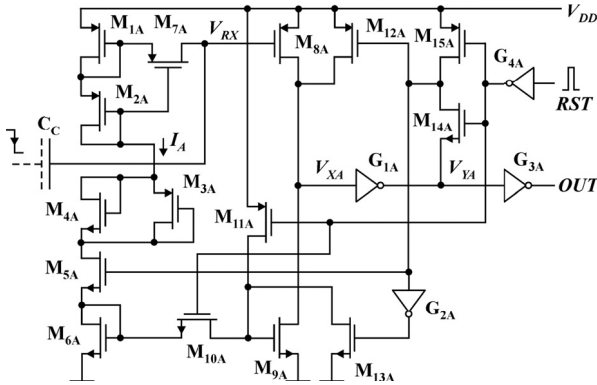 M1A M7A VRX M8A M12A M15A VDD
G4A
RST
M2A M14A
CC IA M3A
VXA G1A VYA G3A OUT
M4A M11A
M5A G2A
M6A M10A M9A M13A